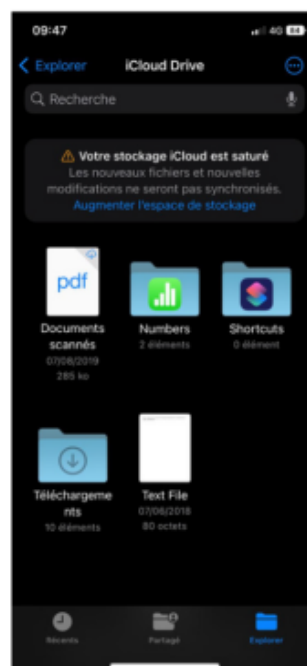 09:47
4G 84
Explorer
iCloud Drive
Recherche
Votre stockage iCloud est saturé
Les nouveaux fichiers et nouvelles
modifications ne seront pas synchronisés.
Augmenter l'espace de stockage
pdf
Documents
scannés
07/08/2019
285 ko
Numbers
2 éléments
Shortcuts
0 élément
Téléchargeme
nts
10 éléments
Text File
07/06/2018
80 octets
Récents
Partagé
Explorer